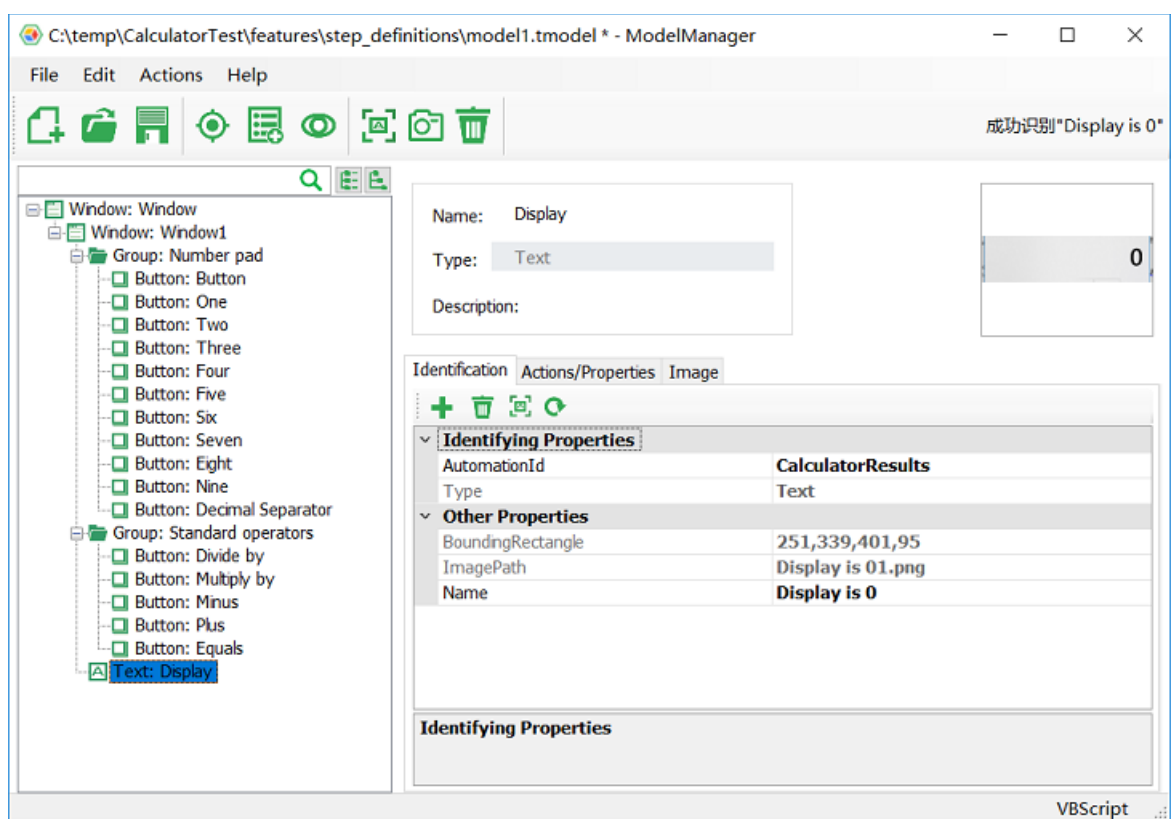 C:\temp\CalculatorTest\features\step_definitions\model1.tmodel * - ModelManager
File Edit Actions Help
成功识别"Display is 0"
Window: Window
Window: Window1
Group: Number pad
Button: Button
Button: One
Button: Two
Button: Three
Button: Four
Button: Five
Button: Six
Button: Seven
Button: Eight
Button: Nine
Button: Decimal Separator
Group: Standard operators
Button: Divide by
Button: Multiply by
Button: Minus
Button: Plus
Button: Equals
Text: Display
Name: Display
Type: Text
Description:
0
Identification Actions/Properties Image
Identifying Properties
AutomationId CalculatorResults
Type Text
Other Properties
BoundingRectangle 251,339,401,95
ImagePath Display is 01.png
Name Display is 0
Identifying Properties
VBScript